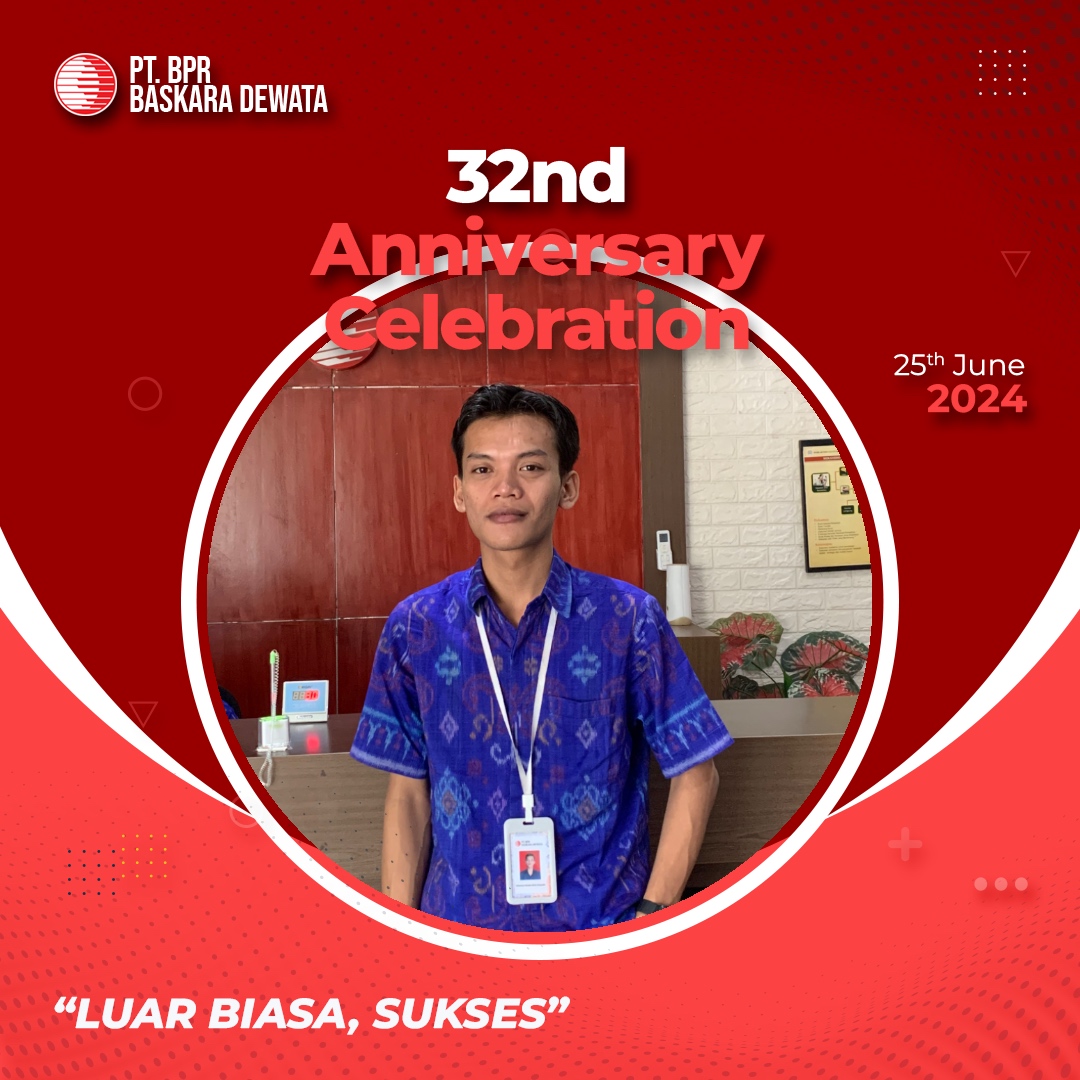 PT. BPR
BASKARA DEWATA
32nd
Anniversary
Celebration
25th June
2024
“LUAR BIASA, SUKSES”